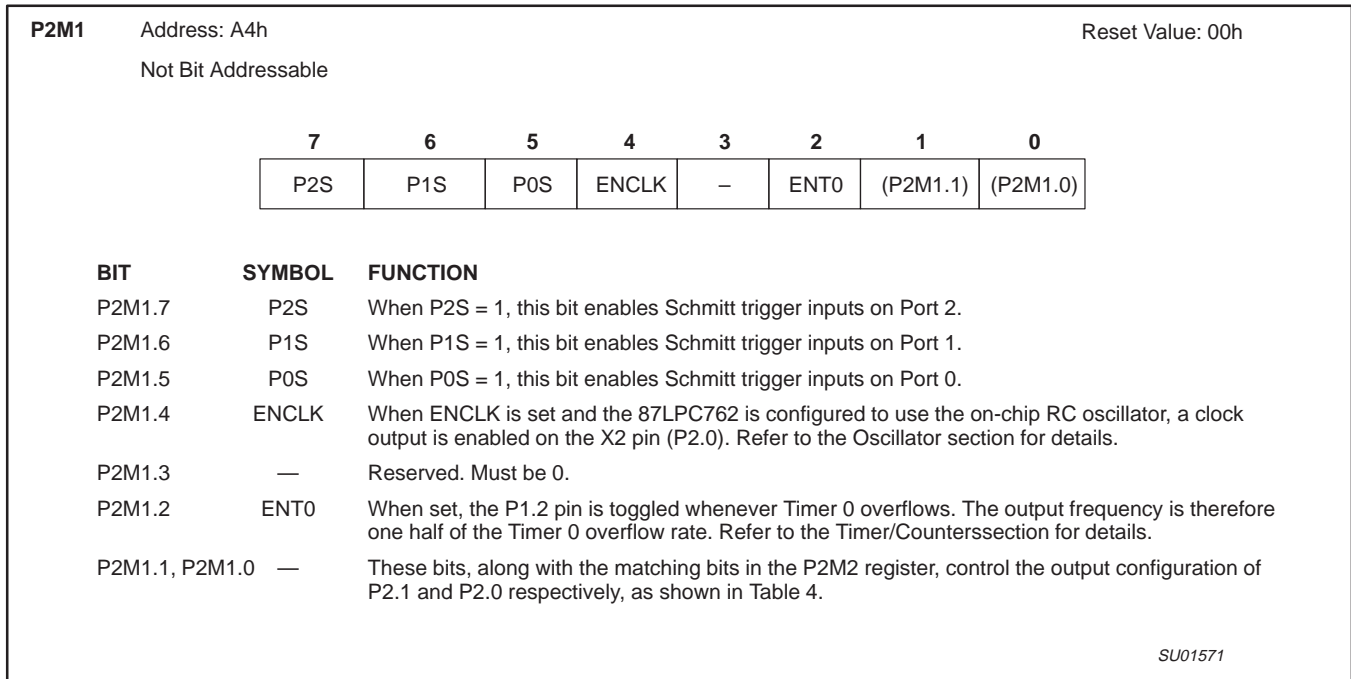 P2M1 Address: A4h Reset Value: 00h
Not Bit Addressable
7 6 5 4 3 2 1 0
P2S P1S P0S ENCLK – ENT0 (P2M1.1) (P2M1.0)
BIT SYMBOL FUNCTION
P2M1.7 P2S When P2S = 1, this bit enables Schmitt trigger inputs on Port 2.
P2M1.6 P1S When P1S = 1, this bit enables Schmitt trigger inputs on Port 1.
P2M1.5 P0S When P0S = 1, this bit enables Schmitt trigger inputs on Port 0.
P2M1.4 ENCLK When ENCLK is set and the 87LPC762 is configured to use the on-chip RC oscillator, a clock
output is enabled on the X2 pin (P2.0). Refer to the Oscillator section for details.
P2M1.3 — Reserved. Must be 0.
P2M1.2 ENT0 When set, the P1.2 pin is toggled whenever Timer 0 overflows. The output frequency is therefore
one half of the Timer 0 overflow rate. Refer to the Timer/Counterssection for details.
P2M1.1, P2M1.0 — These bits, along with the matching bits in the P2M2 register, control the output configuration of
P2.1 and P2.0 respectively, as shown in Table 4.
SU01571